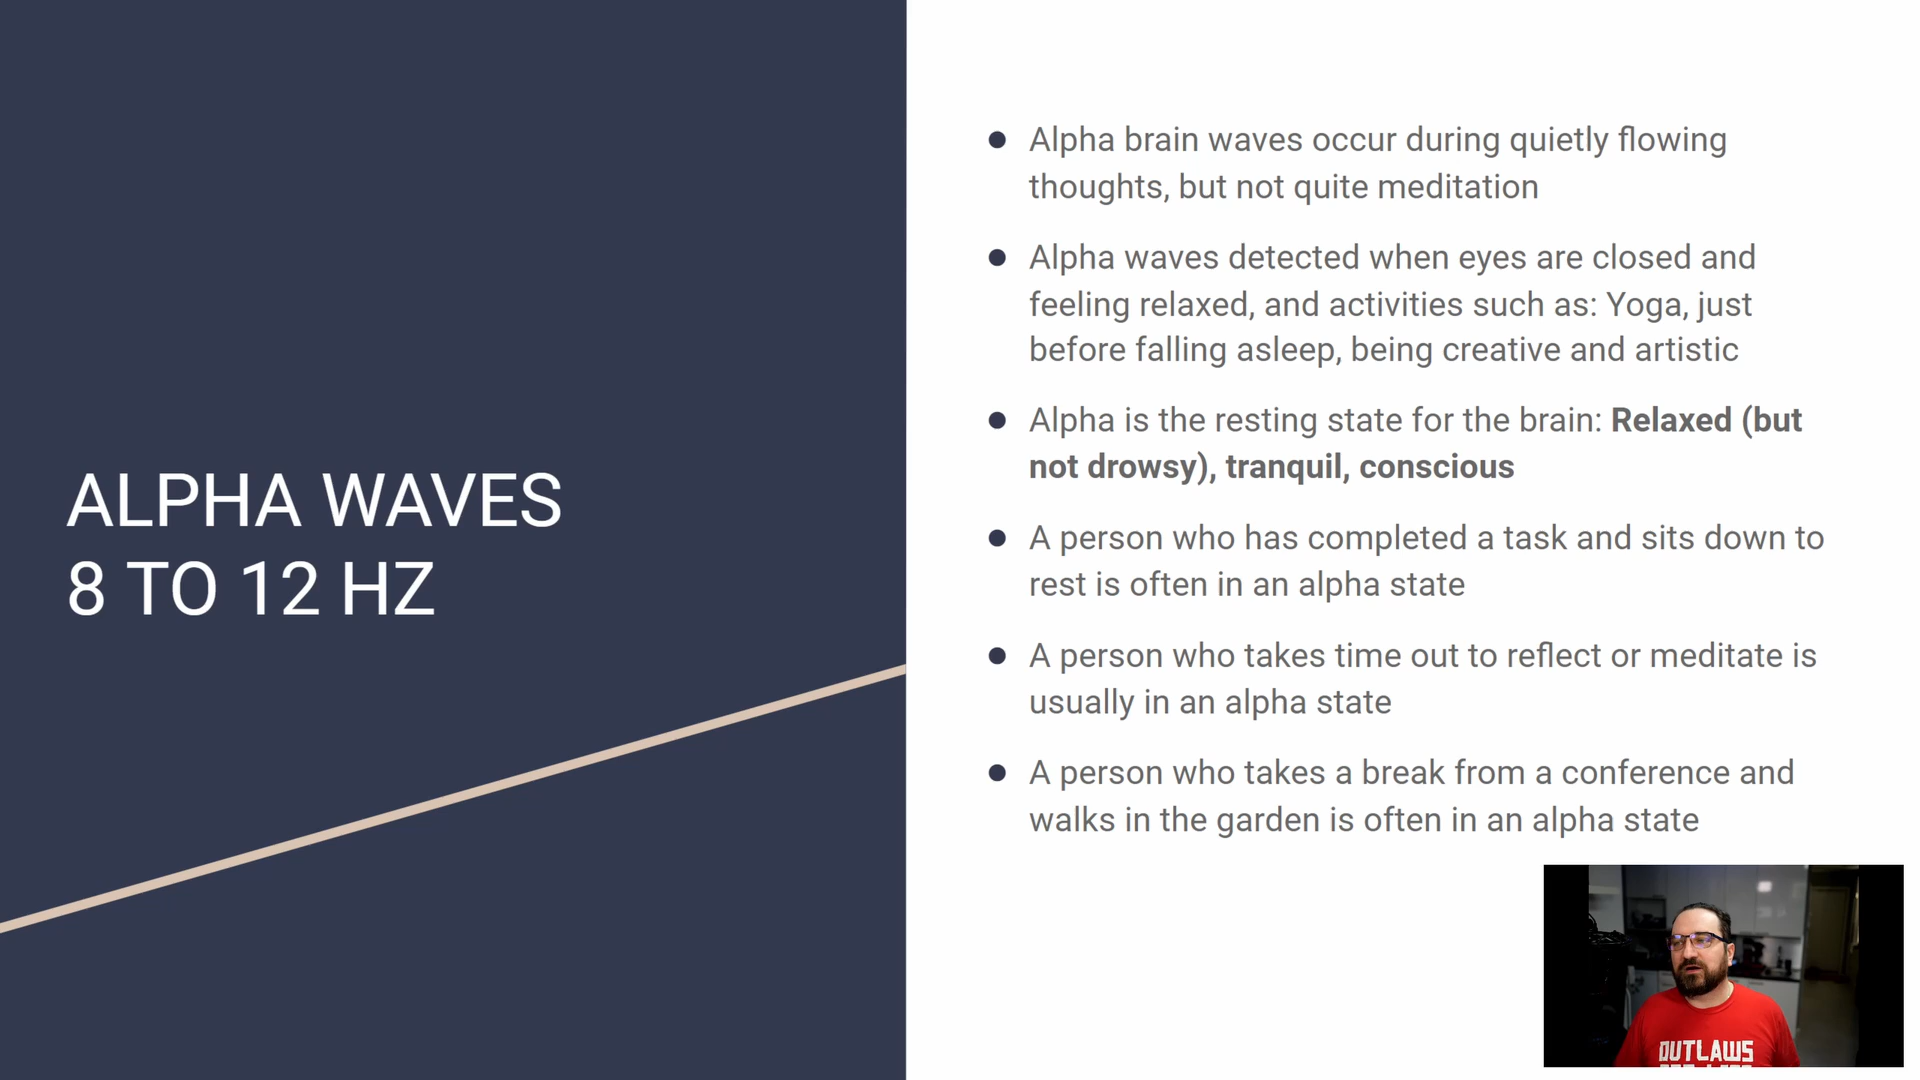 ALPHA WAVES
8 TO 12 HZ
● Alpha brain waves occur during quietly flowing
thoughts, but not quite meditation
● Alpha waves detected when eyes are closed and
feeling relaxed, and activities such as: Yoga, just
before falling asleep, being creative and artistic
● Alpha is the resting state for the brain: Relaxed (but
not drowsy), tranquil, conscious
● A person who has completed a task and sits down to
rest is often in an alpha state
● A person who takes time out to reflect or meditate is
usually in an alpha state
● A person who takes a break from a conference and
walks in the garden is often in an alpha state
OUTLAWS